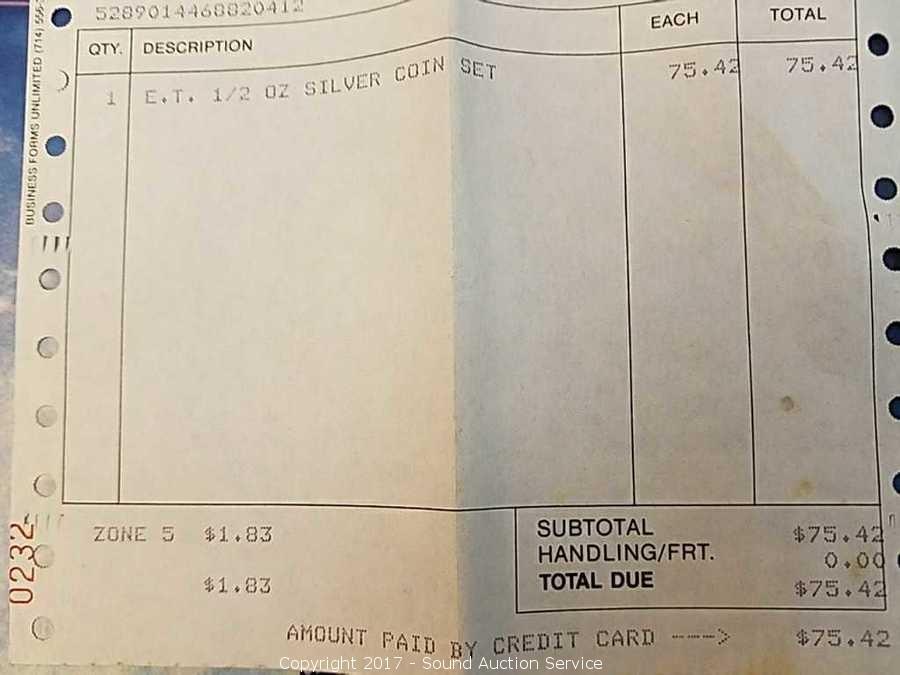 5289014468820412
QTY. DESCRIPTION EACH TOTAL
1 E.T. 1/2 OZ SILVER COIN SET 75.42 75.42
BUSINESS FORMS UNLIMITED (714)
ZONE 5 $1.83
$1.83
SUBTOTAL $75.42
HANDLING/FRT. 0.00
TOTAL DUE $75.42
0232
AMOUNT PAID BY CREDIT CARD ----> $75.42
Copyright 2017 - Sound Auction Service